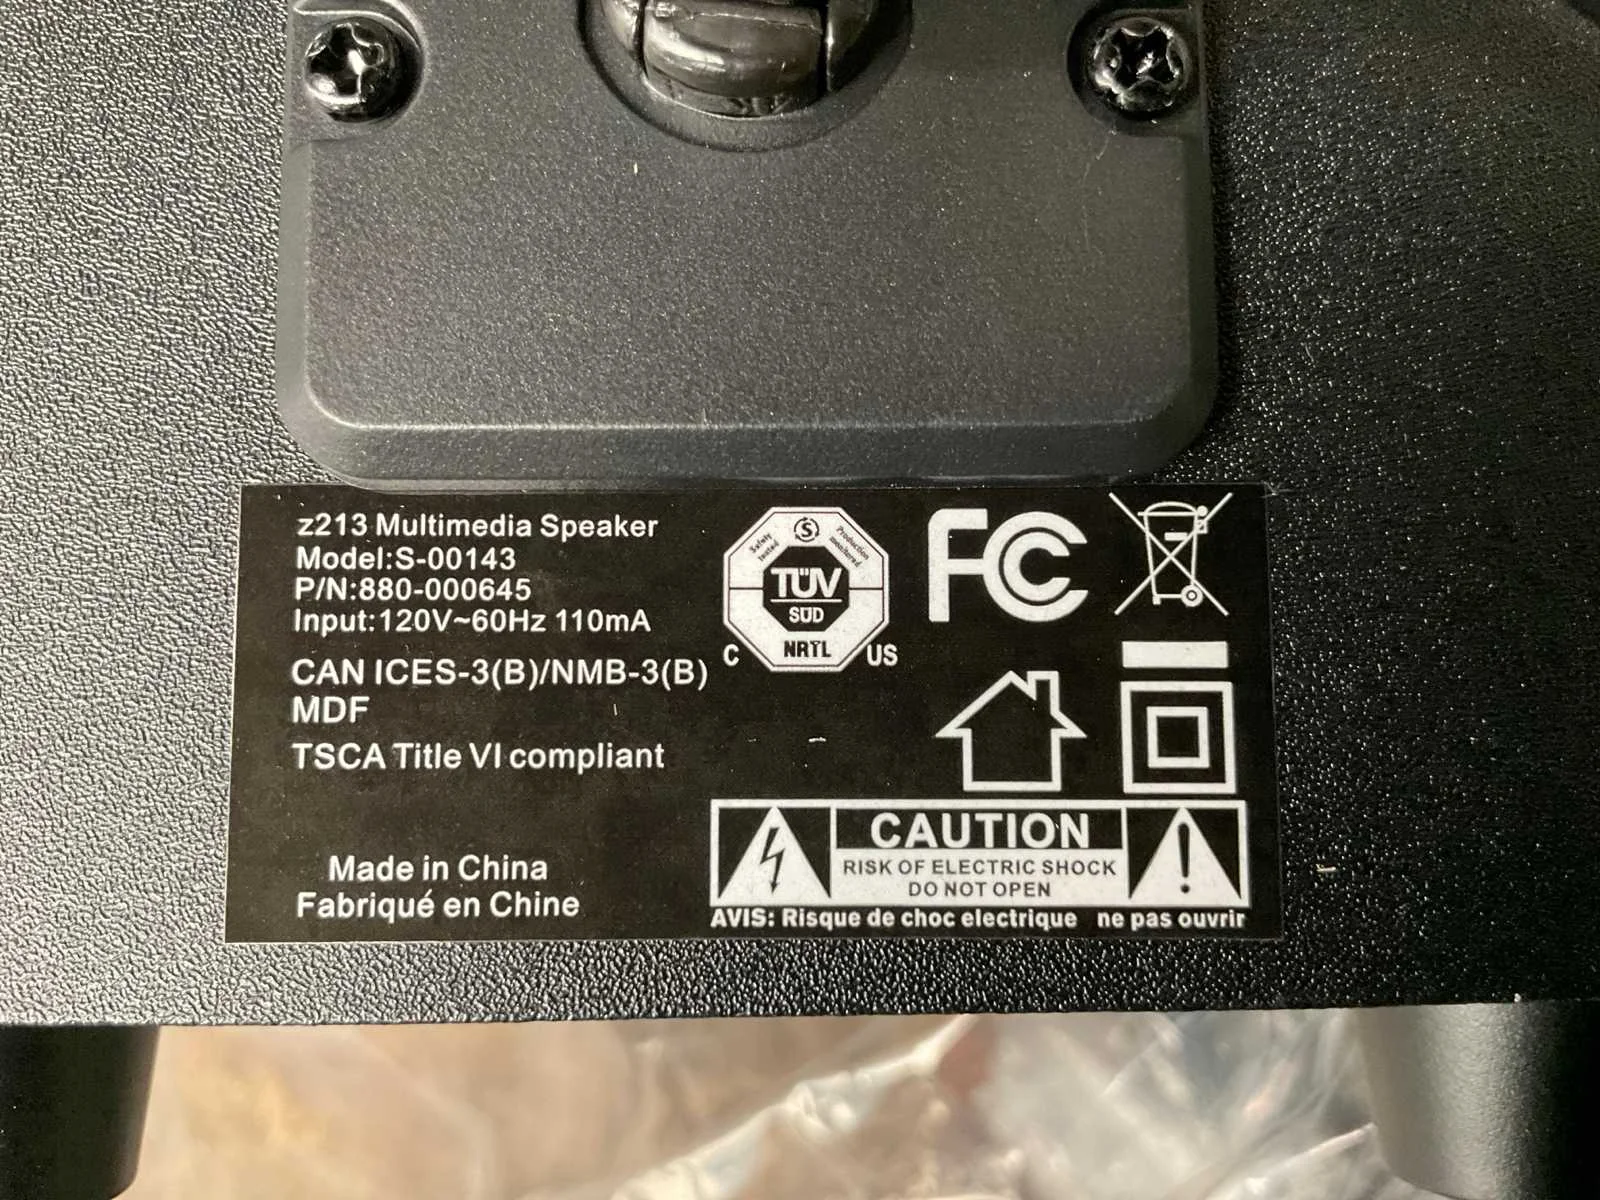 z213 Multimedia Speaker
Model:S-00143
P/N:880-000645
Input:120V~60Hz 110mA
CAN ICES-3(B)/NMB-3(B)
MDF
TSCA Title VI compliant
Made in China
Fabriqué en Chine
Safety tested
S
Production monitored
TÜV
SÜD
NRTL
C US
FC
CAUTION
RISK OF ELECTRIC SHOCK
DO NOT OPEN
AVIS: Risque de choc electrique ne pas ouvrir